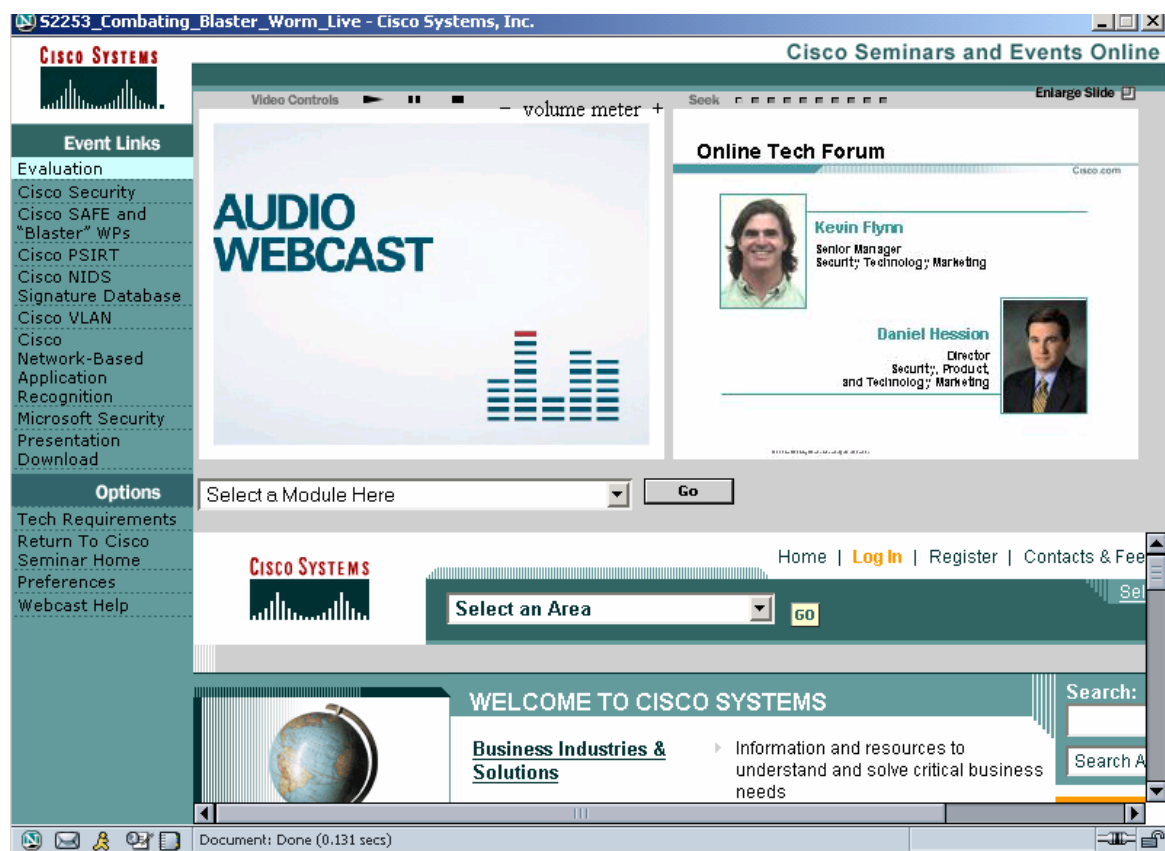 S2253_Combating_Blaster_Worm_Live - Cisco Systems, Inc.
CISCO SYSTEMS
Cisco Seminars and Events Online
Video Controls
– volume meter +
Seek
Enlarge Slide
Event Links
Evaluation
Cisco Security
Cisco SAFE and
"Blaster" WPs
Cisco PSIRT
Cisco NIDS
Signature Database
Cisco VLAN
Cisco
Network-Based
Application
Recognition
Microsoft Security
Presentation
Download
Options
Tech Requirements
Return To Cisco
Seminar Home
Preferences
Webcast Help
AUDIO
WEBCAST
Online Tech Forum
Cisco.com
Kevin Flynn
Senior Manager
Security Technology Marketing
Daniel Hession
Director
Security, Product,
and Technology Marketing
Select a Module Here
Go
CISCO SYSTEMS
Home | Log In | Register | Contacts & Fee
Select an Area
GO
Sel
WELCOME TO CISCO SYSTEMS
Search:
Business Industries &
Solutions
Information and resources to
understand and solve critical business
needs
Search A
Document: Done (0.131 secs)